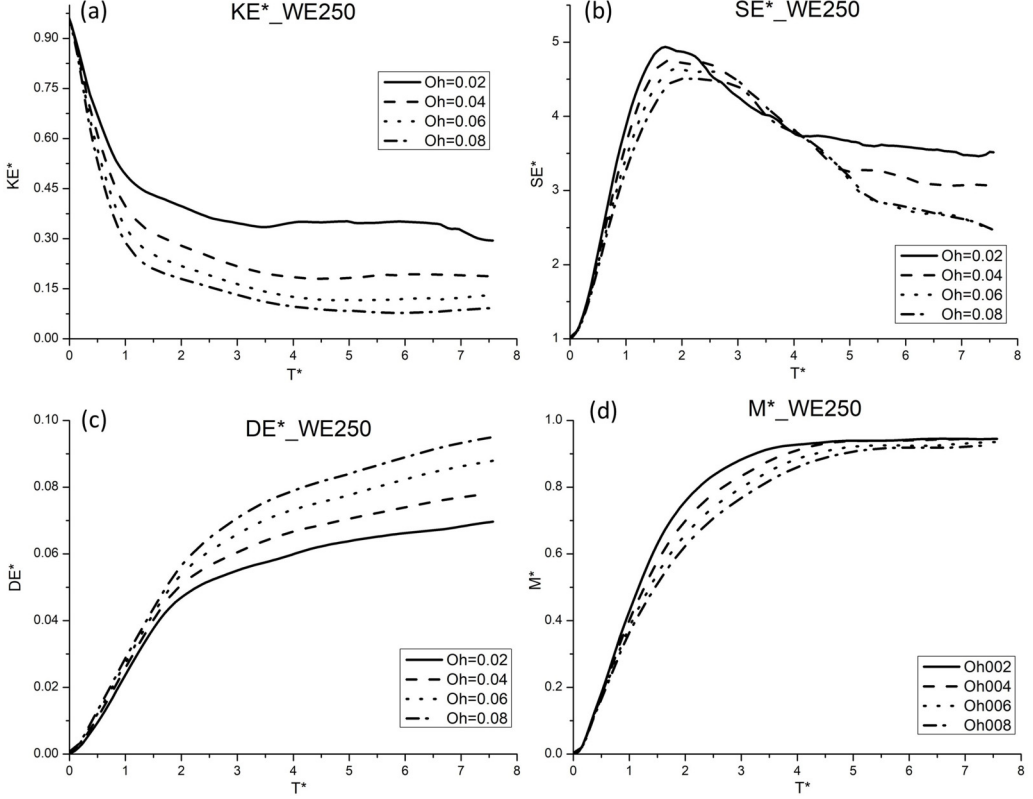 (a)
KE*_WE250
0.90
0.75
0.60
0.45
0.30
0.15
0.00
KE*
Oh=0.02
Oh=0.04
Oh=0.06
Oh=0.08
0 1 2 3 4 5 6 7 8
T*
(b)
SE*_WE250
5
4
3
2
1
SE*
Oh=0.02
Oh=0.04
Oh=0.06
Oh=0.08
0 1 2 3 4 5 6 7 8
T*
(c)
DE*_WE250
0.10
0.08
0.06
0.04
0.02
0.00
DE*
Oh=0.02
Oh=0.04
Oh=0.06
Oh=0.08
0 1 2 3 4 5 6 7 8
T*
(d)
M*_WE250
1.0
0.8
0.6
0.4
0.2
0.0
M*
Oh002
Oh004
Oh006
Oh008
0 1 2 3 4 5 6 7 8
T*